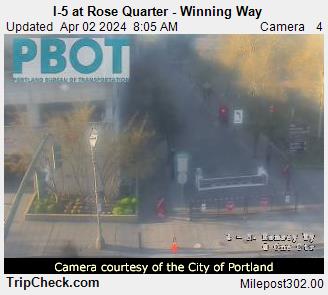 I-5 at Rose Quarter - Winning Way
Updated Apr 02 2024 8:05 AM Camera 4
PBOT
PORTLAND BUREAU OF TRANSPORTATION
Camera courtesy of the City of Portland
TripCheck.com Milepost302.00